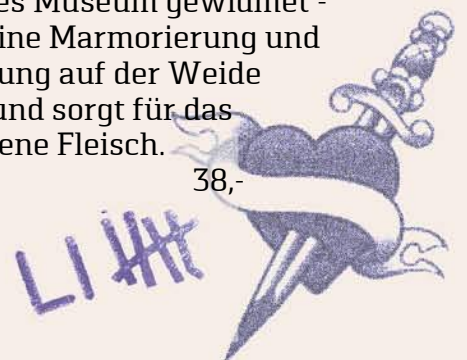 es Museum gewidmet -
ine Marmorierung und
ung auf der Weide
und sorgt für das
ene Fleisch.
38,-
LI